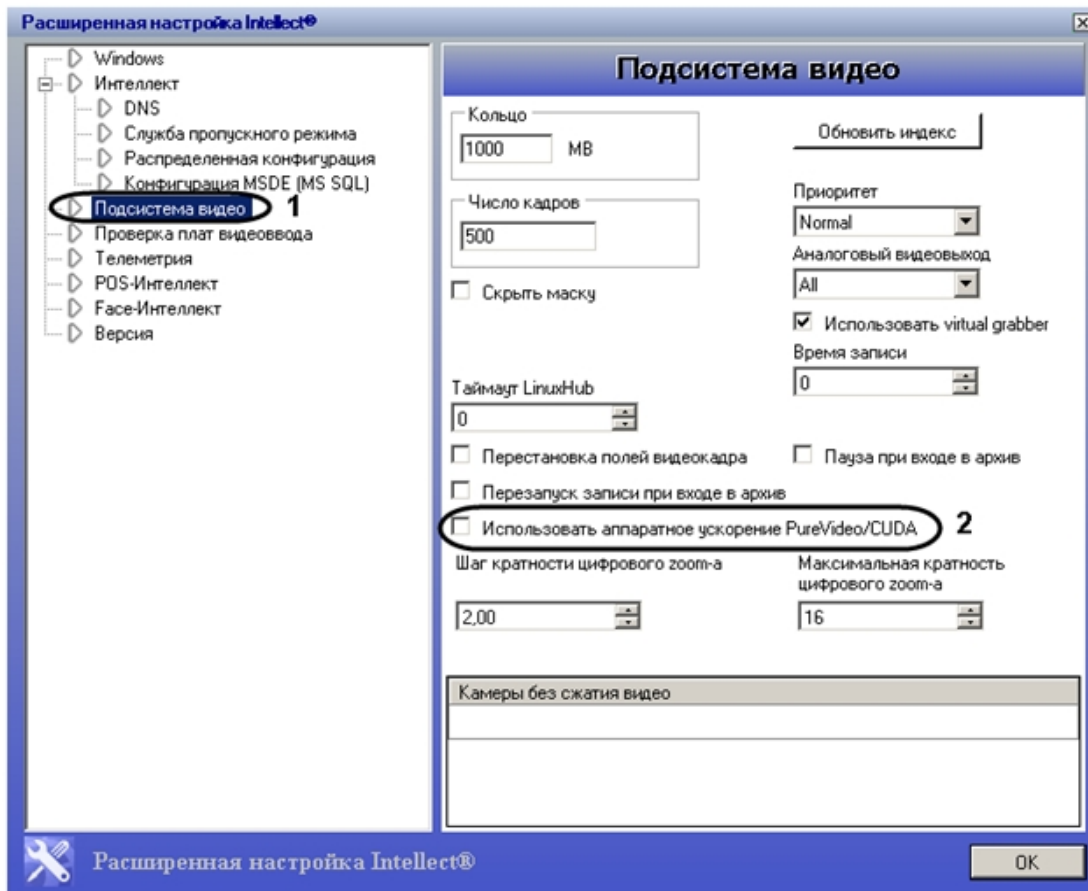 Расширенная настройка Intellect®
Windows
Интеллект
DNS
Служба пропускного режима
Распределенная конфигурация
Конфигурация MSDE (MS SQL)
Подсистема видео 1
Проверка плат видеоввода
Телеметрия
POS-Интеллект
Face-Интеллект
Версия
Подсистема видео
Кольцо
1000 MB
Обновить индекс
Число кадров
500
Приоритет
Normal
Аналоговый видеовыход
All
Скрыть маску
Использовать virtual grabber
Время записи
0
Таймаут LinuxHub
0
Перестановка полей видеокадра
Пауза при входе в архив
Перезапуск записи при входе в архив
Использовать аппаратное ускорение PureVideo/CUDA 2
Шаг кратности цифрового zoom-а
2,00
Максимальная кратность
цифрового zoom-а
16
Камеры без сжатия видео
Расширенная настройка Intellect®
OK